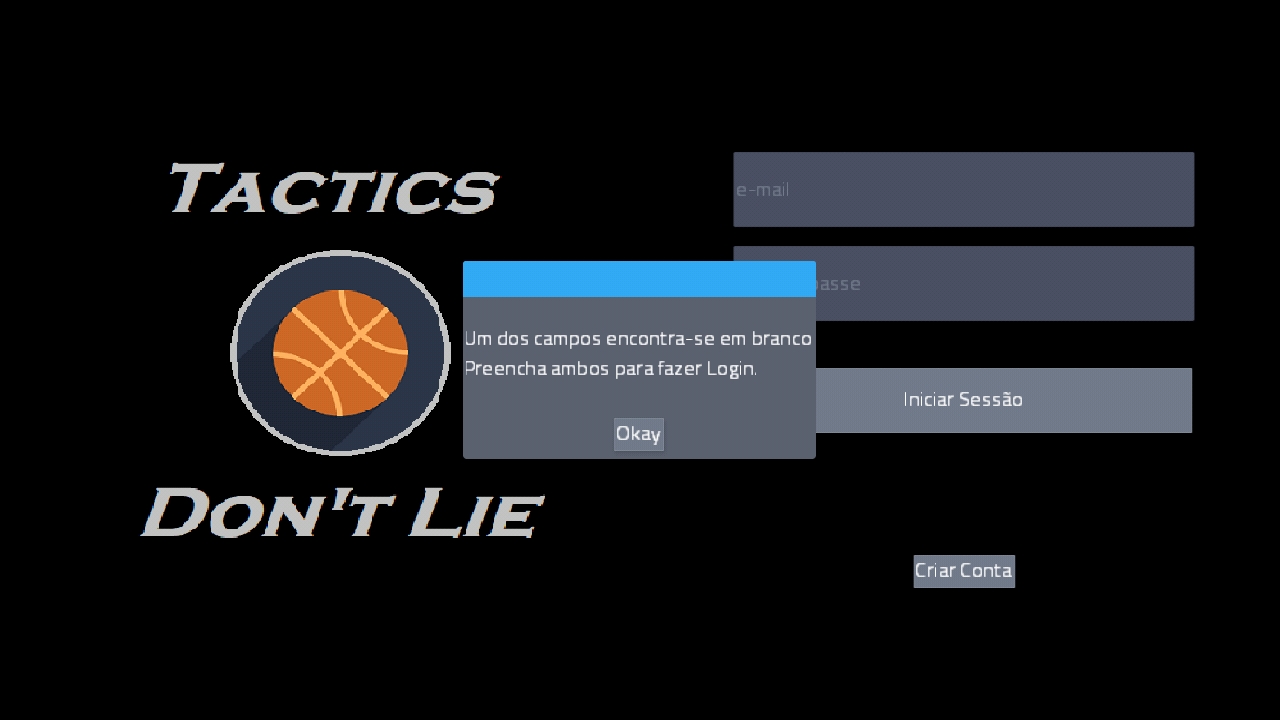 TACTICS
DON'T LIE
e-mail
asse
Um dos campos encontra-se em branco
Preencha ambos para fazer Login.
Okay
Iniciar Sessão
Criar Conta